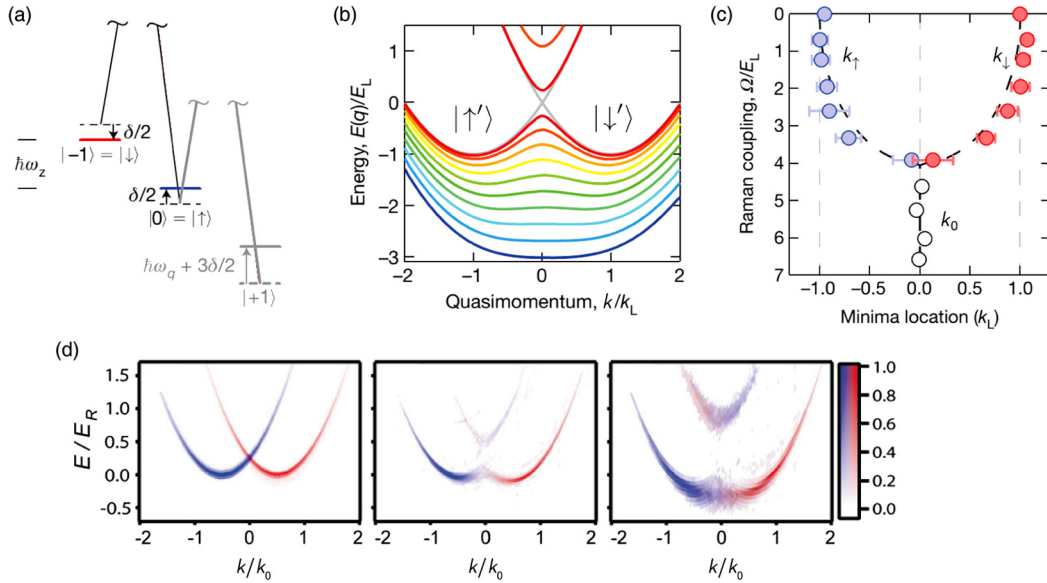 (a)
δ/2
|−1⟩ = |↓⟩
ℏω_z
δ/2
|0⟩ = |↑⟩
ℏω_q + 3δ/2
|+1⟩
(b)
Energy, E(q)/E_L
1
0
−1
−2
−3
|↑′⟩
|↓′⟩
−2
−1
0
1
2
Quasimomentum, k/k_L
(c)
Raman coupling, Ω/E_L
0
1
2
3
4
5
6
7
k_↑
k_↓
k_0
−1.0
−0.5
0.0
0.5
1.0
Minima location (k_L)
(d)
E / E_R
1.5
1.0
0.5
0.0
-0.5
-2 -1 0 1 2
k/k_0
-2 -1 0 1 2
k/k_0
-2 -1 0 1 2
k/k_0
1.0
0.8
0.6
0.4
0.2
0.0